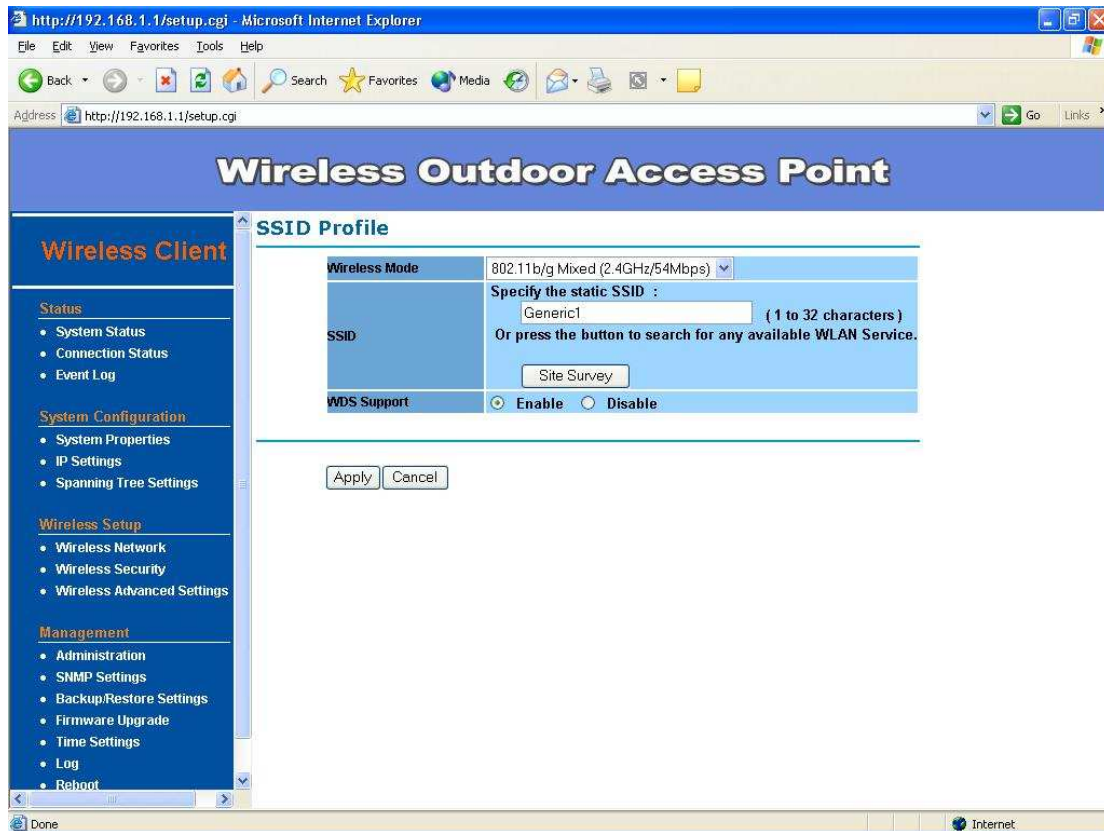 http://192.168.1.1/setup.cgi - Microsoft Internet Explorer
File Edit View Favorites Tools Help
Back Search Favorites Media
Address http://192.168.1.1/setup.cgi Go Links
Wireless Outdoor Access Point
Wireless Client
Status
System Status
Connection Status
Event Log
System Configuration
System Properties
IP Settings
Spanning Tree Settings
Wireless Setup
Wireless Network
Wireless Security
Wireless Advanced Settings
Management
Administration
SNMP Settings
Backup/Restore Settings
Firmware Upgrade
Time Settings
Log
Reboot
SSID Profile
Wireless Mode 802.11b/g Mixed (2.4GHz/54Mbps)
SSID
Specify the static SSID :
Generic1 (1 to 32 characters)
Or press the button to search for any available WLAN Service.
Site Survey
WDS Support Enable Disable
Apply Cancel
Done Internet